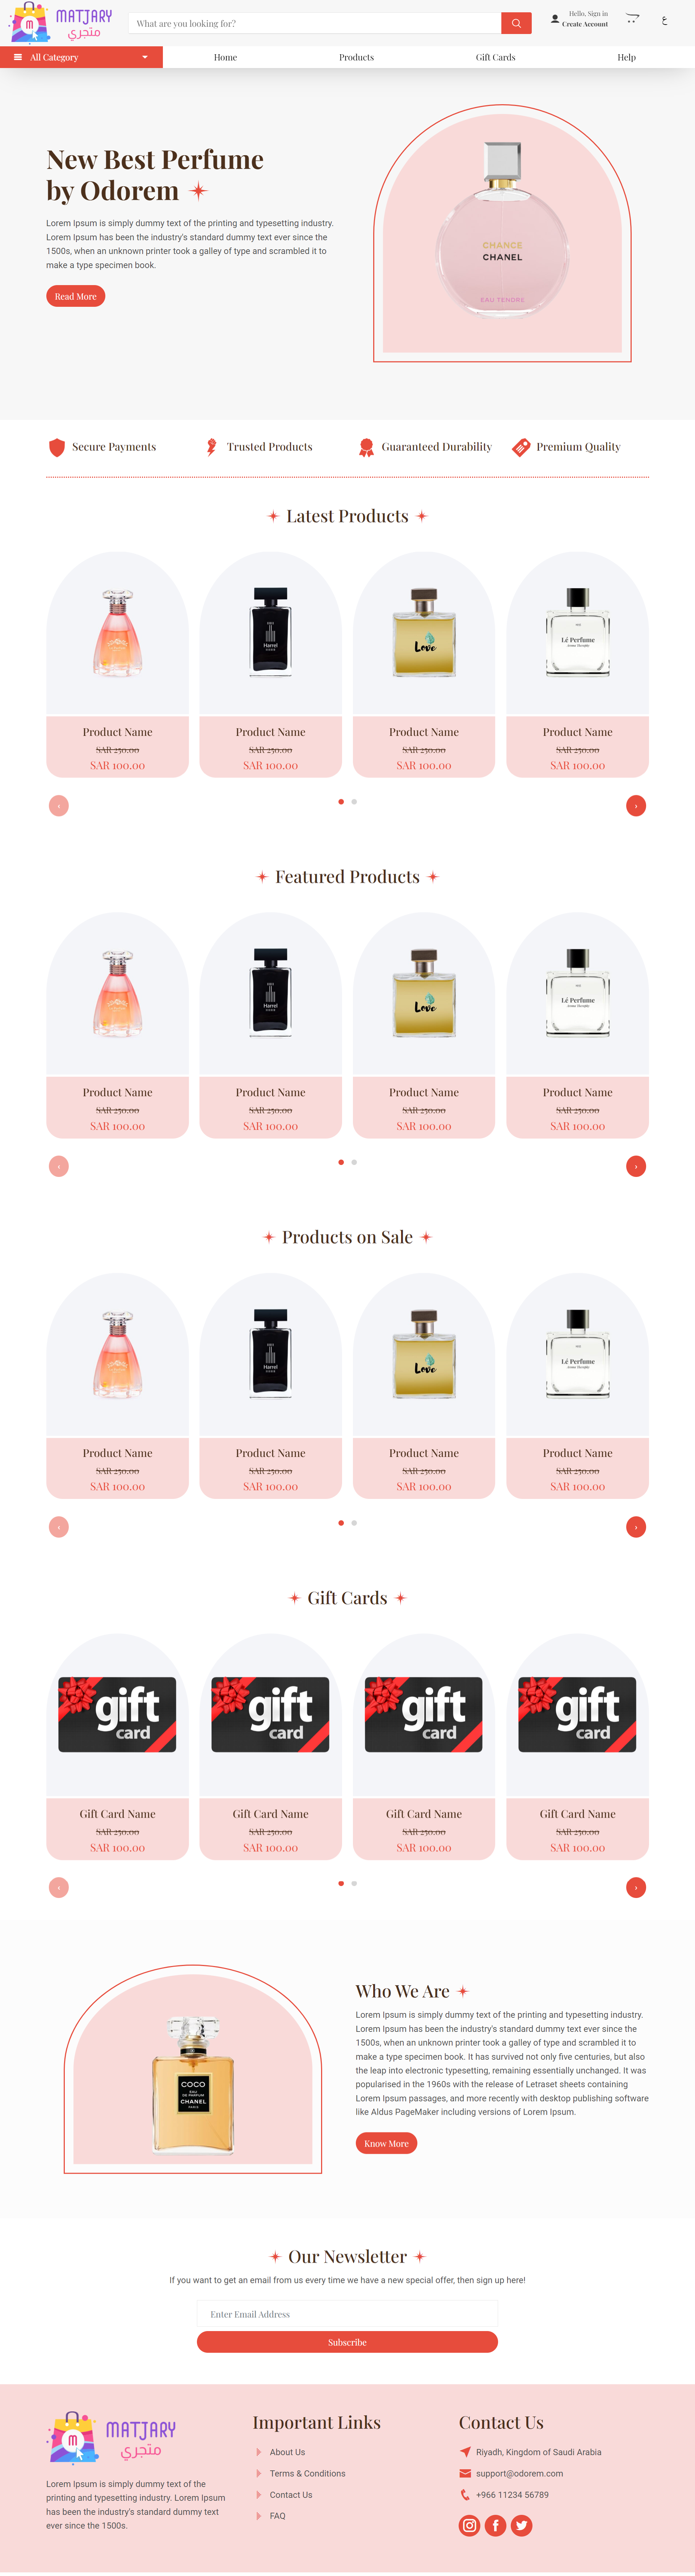 MATJARY
متجري
What are you looking for?
Hello, Sign in
Create Account
ع
All Category
Home
Products
Gift Cards
Help
New Best Perfume
by Odorem
Lorem Ipsum is simply dummy text of the printing and typesetting industry.
Lorem Ipsum has been the industry's standard dummy text ever since the
1500s, when an unknown printer took a galley of type and scrambled it to
make a type specimen book.
Read More
CHANCE
CHANEL
EAU TENDRE
Secure Payments
Trusted Products
Guaranteed Durability
Premium Quality
Latest Products
Harrel
Love
Lé Perfume
Product Name
SAR 250.00
SAR 100.00
Product Name
SAR 250.00
SAR 100.00
Product Name
SAR 250.00
SAR 100.00
Product Name
SAR 250.00
SAR 100.00
Featured Products
Harrel
Love
Lé Perfume
Product Name
SAR 250.00
SAR 100.00
Product Name
SAR 250.00
SAR 100.00
Product Name
SAR 250.00
SAR 100.00
Product Name
SAR 250.00
SAR 100.00
Products on Sale
Harrel
Love
Lé Perfume
Product Name
SAR 250.00
SAR 100.00
Product Name
SAR 250.00
SAR 100.00
Product Name
SAR 250.00
SAR 100.00
Product Name
SAR 250.00
SAR 100.00
Gift Cards
gift
card
gift
card
gift
card
gift
card
Gift Card Name
SAR 250.00
SAR 100.00
Gift Card Name
SAR 250.00
SAR 100.00
Gift Card Name
SAR 250.00
SAR 100.00
Gift Card Name
SAR 250.00
SAR 100.00
COCO
EAU
DE PARFUM
CHANEL
PARIS
Who We Are
Lorem Ipsum is simply dummy text of the printing and typesetting industry.
Lorem Ipsum has been the industry's standard dummy text ever since the
1500s, when an unknown printer took a galley of type and scrambled it to
make a type specimen book. It has survived not only five centuries, but also
the leap into electronic typesetting, remaining essentially unchanged. It was
popularised in the 1960s with the release of Letraset sheets containing
Lorem Ipsum passages, and more recently with desktop publishing software
like Aldus PageMaker including versions of Lorem Ipsum.
Know More
Our Newsletter
If you want to get an email from us every time we have a new special offer, then sign up here!
Enter Email Address
Subscribe
MATJARY
متجري
Lorem Ipsum is simply dummy text of the
printing and typesetting industry. Lorem Ipsum
has been the industry's standard dummy text
ever since the 1500s.
Important Links
About Us
Terms & Conditions
Contact Us
FAQ
Contact Us
Riyadh, Kingdom of Saudi Arabia
support@odorem.com
+966 11234 56789